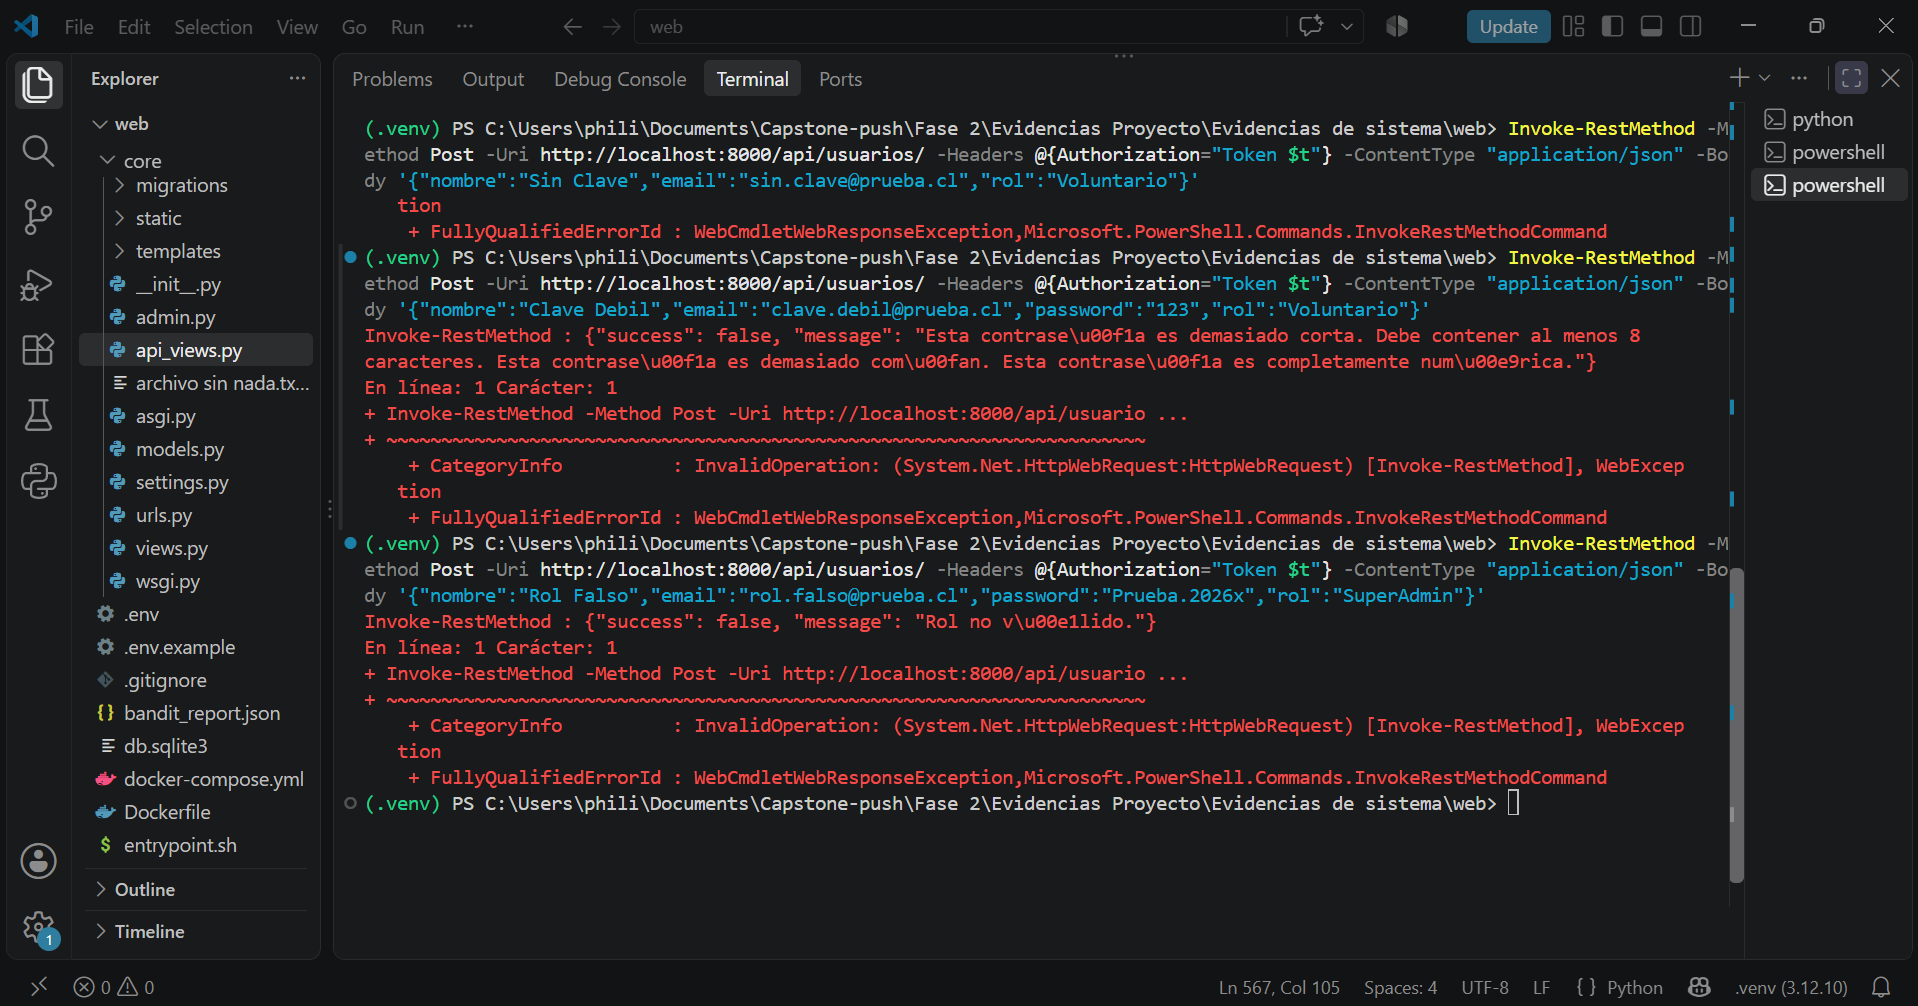 File Edit Selection View Go Run ··· web Update
Explorer ···
web
core
migrations
static
templates
__init__.py
admin.py
api_views.py
archivo sin nada.tx...
asgi.py
models.py
settings.py
urls.py
views.py
wsgi.py
.env
.env.example
.gitignore
bandit_report.json
db.sqlite3
docker-compose.yml
Dockerfile
$ entrypoint.sh
Outline
Timeline
1
Problems Output Debug Console Terminal Ports
(.venv) PS C:\Users\phili\Documents\Capstone-push\Fase 2\Evidencias Proyecto\Evidencias de sistema\web> Invoke-RestMethod -M
ethod Post -Uri http://localhost:8000/api/usuarios/ -Headers @{Authorization="Token $t"} -ContentType "application/json" -Bo
dy '{"nombre":"Sin Clave","email":"sin.clave@prueba.cl","rol":"Voluntario"}'
tion
+ FullyQualifiedErrorId : WebCmdletWebResponseException,Microsoft.PowerShell.Commands.InvokeRestMethodCommand
(.venv) PS C:\Users\phili\Documents\Capstone-push\Fase 2\Evidencias Proyecto\Evidencias de sistema\web> Invoke-RestMethod -M
ethod Post -Uri http://localhost:8000/api/usuarios/ -Headers @{Authorization="Token $t"} -ContentType "application/json" -Bo
dy '{"nombre":"Clave Debil","email":"clave.debil@prueba.cl","password":"123","rol":"Voluntario"}'
Invoke-RestMethod : {"success": false, "message": "Esta contrase\u00f1a es demasiado corta. Debe contener al menos 8
caracteres. Esta contrase\u00f1a es demasiado com\u00fan. Esta contrase\u00f1a es completamente num\u00e9rica."}
En línea: 1 Carácter: 1
+ Invoke-RestMethod -Method Post -Uri http://localhost:8000/api/usuario ...
+ ~~~~~~~~~~~~~~~~~~~~~~~~~~~~~~~~~~~~~~~~~~~~~~~~~~~~~~~~~~~~~~~~~~~~~
+ CategoryInfo : InvalidOperation: (System.Net.HttpWebRequest:HttpWebRequest) [Invoke-RestMethod], WebExcep
tion
+ FullyQualifiedErrorId : WebCmdletWebResponseException,Microsoft.PowerShell.Commands.InvokeRestMethodCommand
(.venv) PS C:\Users\phili\Documents\Capstone-push\Fase 2\Evidencias Proyecto\Evidencias de sistema\web> Invoke-RestMethod -M
ethod Post -Uri http://localhost:8000/api/usuarios/ -Headers @{Authorization="Token $t"} -ContentType "application/json" -Bo
dy '{"nombre":"Rol Falso","email":"rol.falso@prueba.cl","password":"Prueba.2026x","rol":"SuperAdmin"}'
Invoke-RestMethod : {"success": false, "message": "Rol no v\u00e1lido."}
En línea: 1 Carácter: 1
+ Invoke-RestMethod -Method Post -Uri http://localhost:8000/api/usuario ...
+ ~~~~~~~~~~~~~~~~~~~~~~~~~~~~~~~~~~~~~~~~~~~~~~~~~~~~~~~~~~~~~~~~~~~~~
+ CategoryInfo : InvalidOperation: (System.Net.HttpWebRequest:HttpWebRequest) [Invoke-RestMethod], WebExcep
tion
+ FullyQualifiedErrorId : WebCmdletWebResponseException,Microsoft.PowerShell.Commands.InvokeRestMethodCommand
(.venv) PS C:\Users\phili\Documents\Capstone-push\Fase 2\Evidencias Proyecto\Evidencias de sistema\web>
python
powershell
powershell
0 0 Ln 567, Col 105 Spaces: 4 UTF-8 LF { } Python .venv (3.12.10)